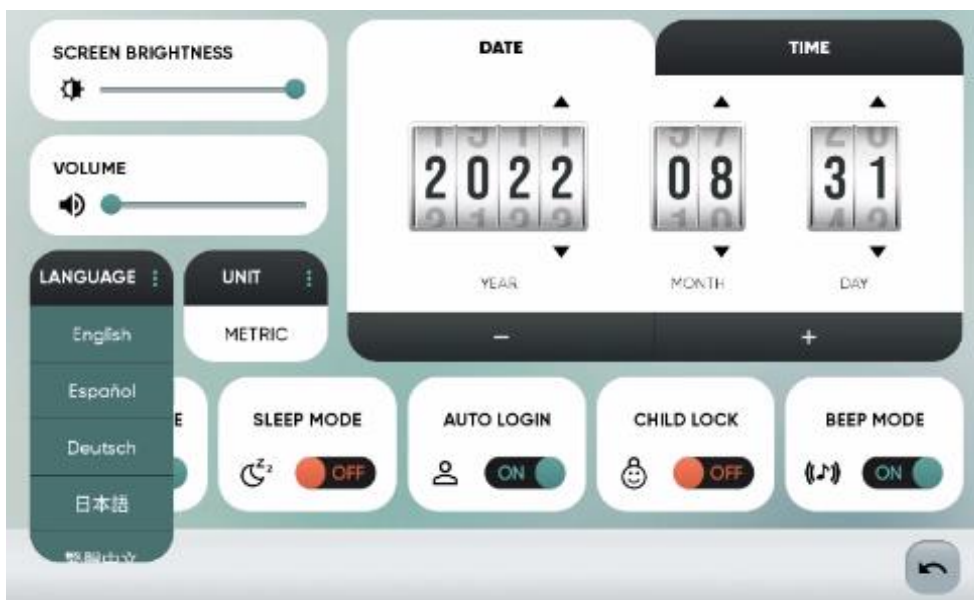 SCREEN BRIGHTNESS
VOLUME
LANGUAGE
English
Español
Deutsch
日本語
UNIT
METRIC
DATE
TIME
2022
08
31
YEAR
MONTH
DAY
−
+
E
SLEEP MODE
OFF
AUTO LOGIN
ON
CHILD LOCK
OFF
BEEP MODE
ON